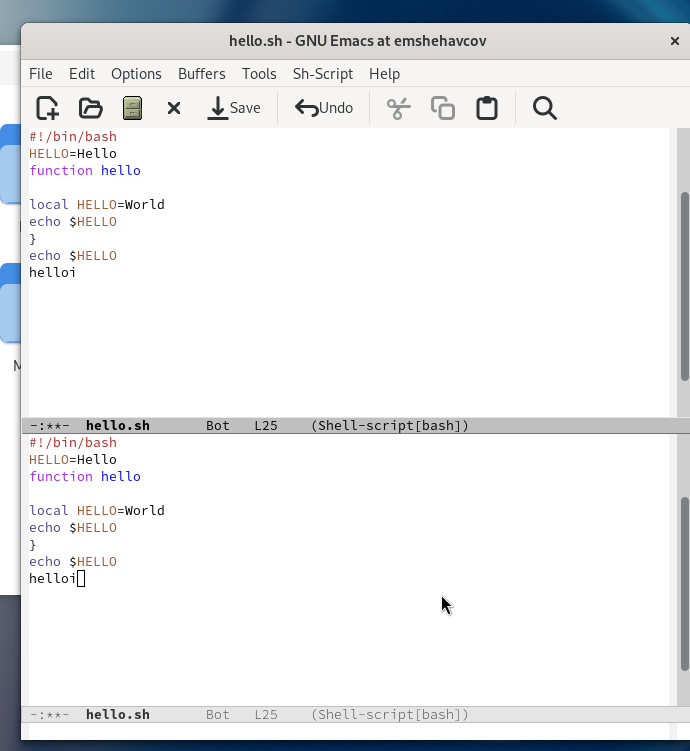 hello.sh - GNU Emacs at emshehavcov ×
File Edit Options Buffers Tools Sh-Script Help
Save Undo
#!/bin/bash
HELLO=Hello
function hello
local HELLO=World
echo $HELLO
}
echo $HELLO
helloi
-:**- hello.sh Bot L25 (Shell-script[bash])
#!/bin/bash
HELLO=Hello
function hello
local HELLO=World
echo $HELLO
}
echo $HELLO
helloi
-:**- hello.sh Bot L25 (Shell-script[bash])